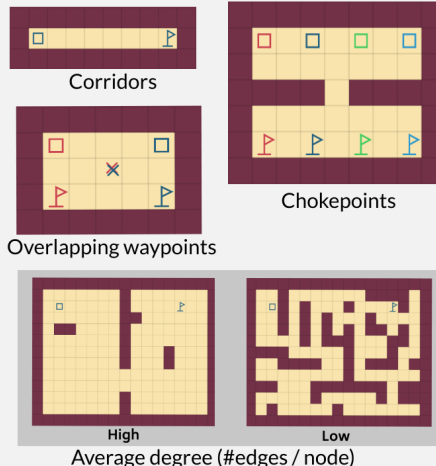 Corridors
Chokepoints
Overlapping waypoints
High
Low
Average degree (#edges / node)